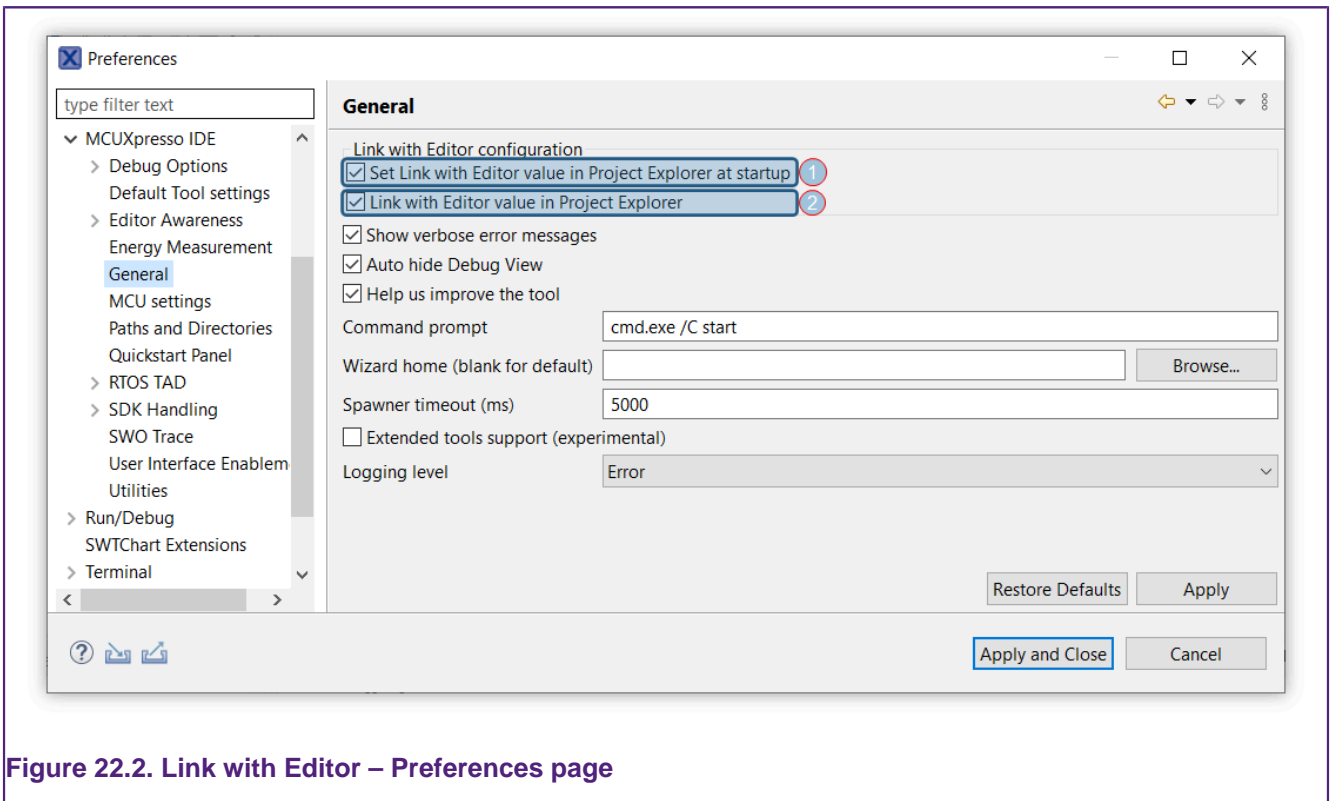 Preferences
type filter text
General
MCUXpresso IDE
Debug Options
Default Tool settings
Editor Awareness
Energy Measurement
General
MCU settings
Paths and Directories
Quickstart Panel
RTOS TAD
SDK Handling
SWO Trace
User Interface Enablem
Utilities
Run/Debug
SWTChart Extensions
Terminal
Link with Editor configuration
Set Link with Editor value in Project Explorer at startup 1
Link with Editor value in Project Explorer 2
Show verbose error messages
Auto hide Debug View
Help us improve the tool
Command prompt cmd.exe /C start
Wizard home (blank for default) Browse...
Spawner timeout (ms) 5000
Extended tools support (experimental)
Logging level Error
Restore Defaults Apply
Apply and Close Cancel
Figure 22.2. Link with Editor – Preferences page